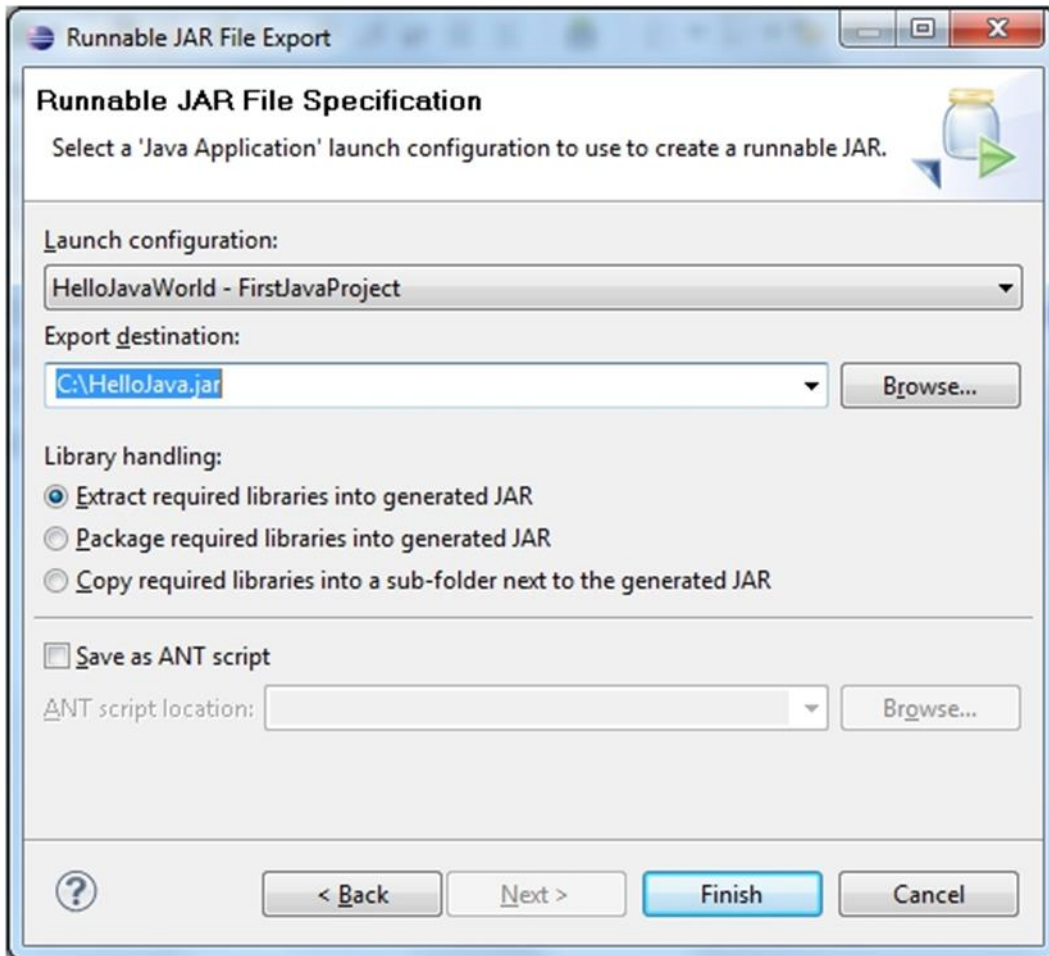 Runnable JAR File Export
Runnable JAR File Specification
Select a 'Java Application' launch configuration to use to create a runnable JAR.
Launch configuration:
HelloJavaWorld - FirstJavaProject
Export destination:
C:\HelloJava.jar
Browse...
Library handling:
Extract required libraries into generated JAR
Package required libraries into generated JAR
Copy required libraries into a sub-folder next to the generated JAR
Save as ANT script
ANT script location:
Browse...
?
< Back
Next >
Finish
Cancel